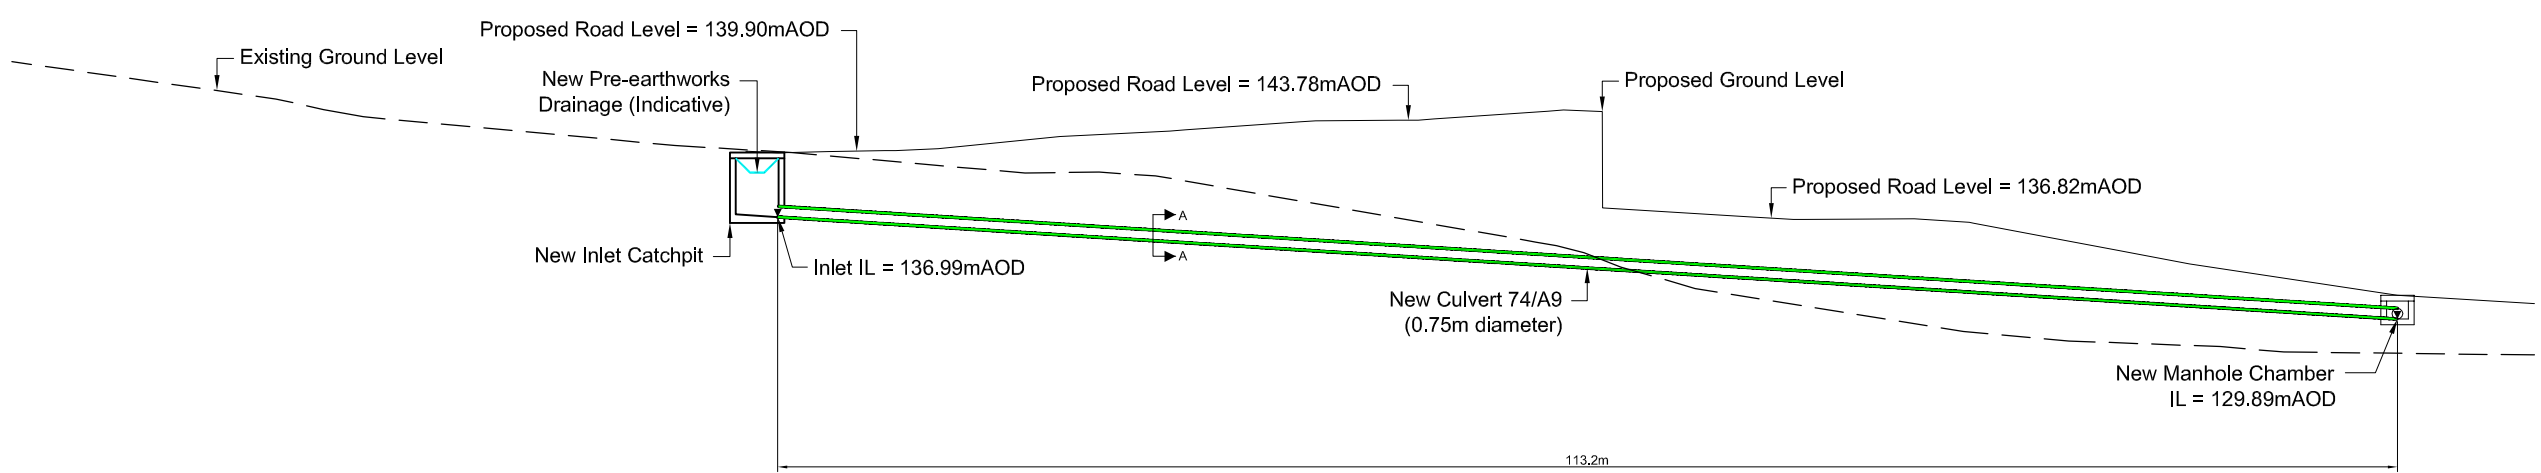 Proposed Road Level = 139.90mAOD
Existing Ground Level
New Pre-earthworks
Drainage (Indicative)
Proposed Road Level = 143.78mAOD
Proposed Ground Level
Proposed Road Level = 136.82mAOD
A
A
New Inlet Catchpit
Inlet IL = 136.99mAOD
New Culvert 74/A9
(0.75m diameter)
New Manhole Chamber
IL = 129.89mAOD
113.2m